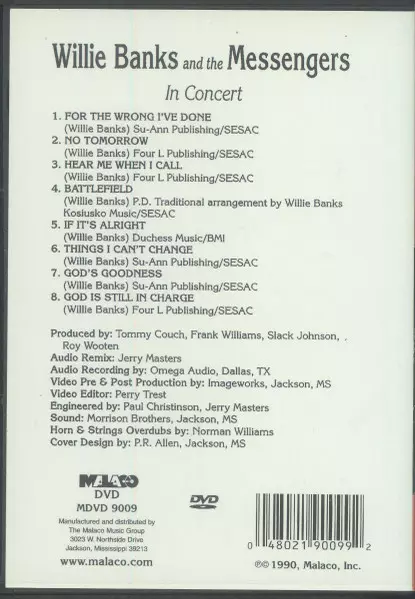 Willie Banks and the Messengers
In Concert
1. FOR THE WRONG I'VE DONE
(Willie Banks) Su-Ann Publishing/SESAC
2. NO TOMORROW
(Willie Banks) Four L Publishing/SESAC
3. HEAR ME WHEN I CALL
(Willie Banks) Four L Publishing/SESAC
4. BATTLEFIELD
(Willie Banks) P.D. Traditional arrangement by Willie Banks
Kosiusko Music/SESAC
5. IF IT'S ALRIGHT
(Willie Banks) Duchess Music/BMI
6. THINGS I CAN'T CHANGE
(Willie Banks) Su-Ann Publishing/SESAC
7. GOD'S GOODNESS
(Willie Banks) Su-Ann Publishing/SESAC
8. GOD IS STILL IN CHARGE
(Willie Banks) Four L Publishing/SESAC
Produced by: Tommy Couch, Frank Williams, Slack Johnson,
Roy Wooten
Audio Remix: Jerry Masters
Audio Recording by: Omega Audio, Dallas, TX
Video Pre & Post Production by: Imageworks, Jackson, MS
Video Editor: Perry Trest
Engineered by: Paul Christinson, Jerry Masters
Sound: Morrison Brothers, Jackson, MS
Horn & Strings Overdubs by: Norman Williams
Cover Design by: P.R. Allen, Jackson, MS
MALACO
DVD
MDVD 9009
Manufactured and distributed by
The Malaco Music Group
3023 W. Northside Drive
Jackson, Mississippi 39213
www.malaco.com
DVD
VIDEO
0 48021 90099 2
℗© 1990, Malaco, Inc.